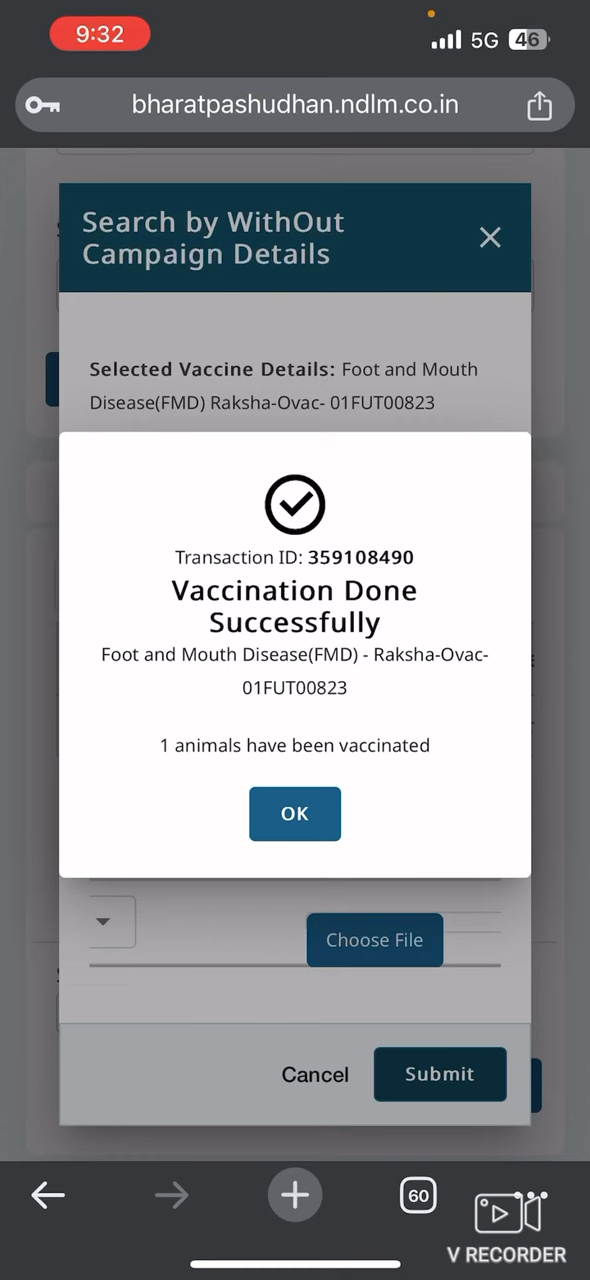 9:32
5G 46
bharatpashudhan.ndlm.co.in
Search by WithOut
Campaign Details
Selected Vaccine Details: Foot and Mouth
Disease(FMD) Raksha-Ovac- 01FUT00823
Transaction ID: 359108490
Vaccination Done
Successfully
Foot and Mouth Disease(FMD) - Raksha-Ovac-
01FUT00823
1 animals have been vaccinated
OK
Choose File
Cancel
Submit
60
V RECORDER